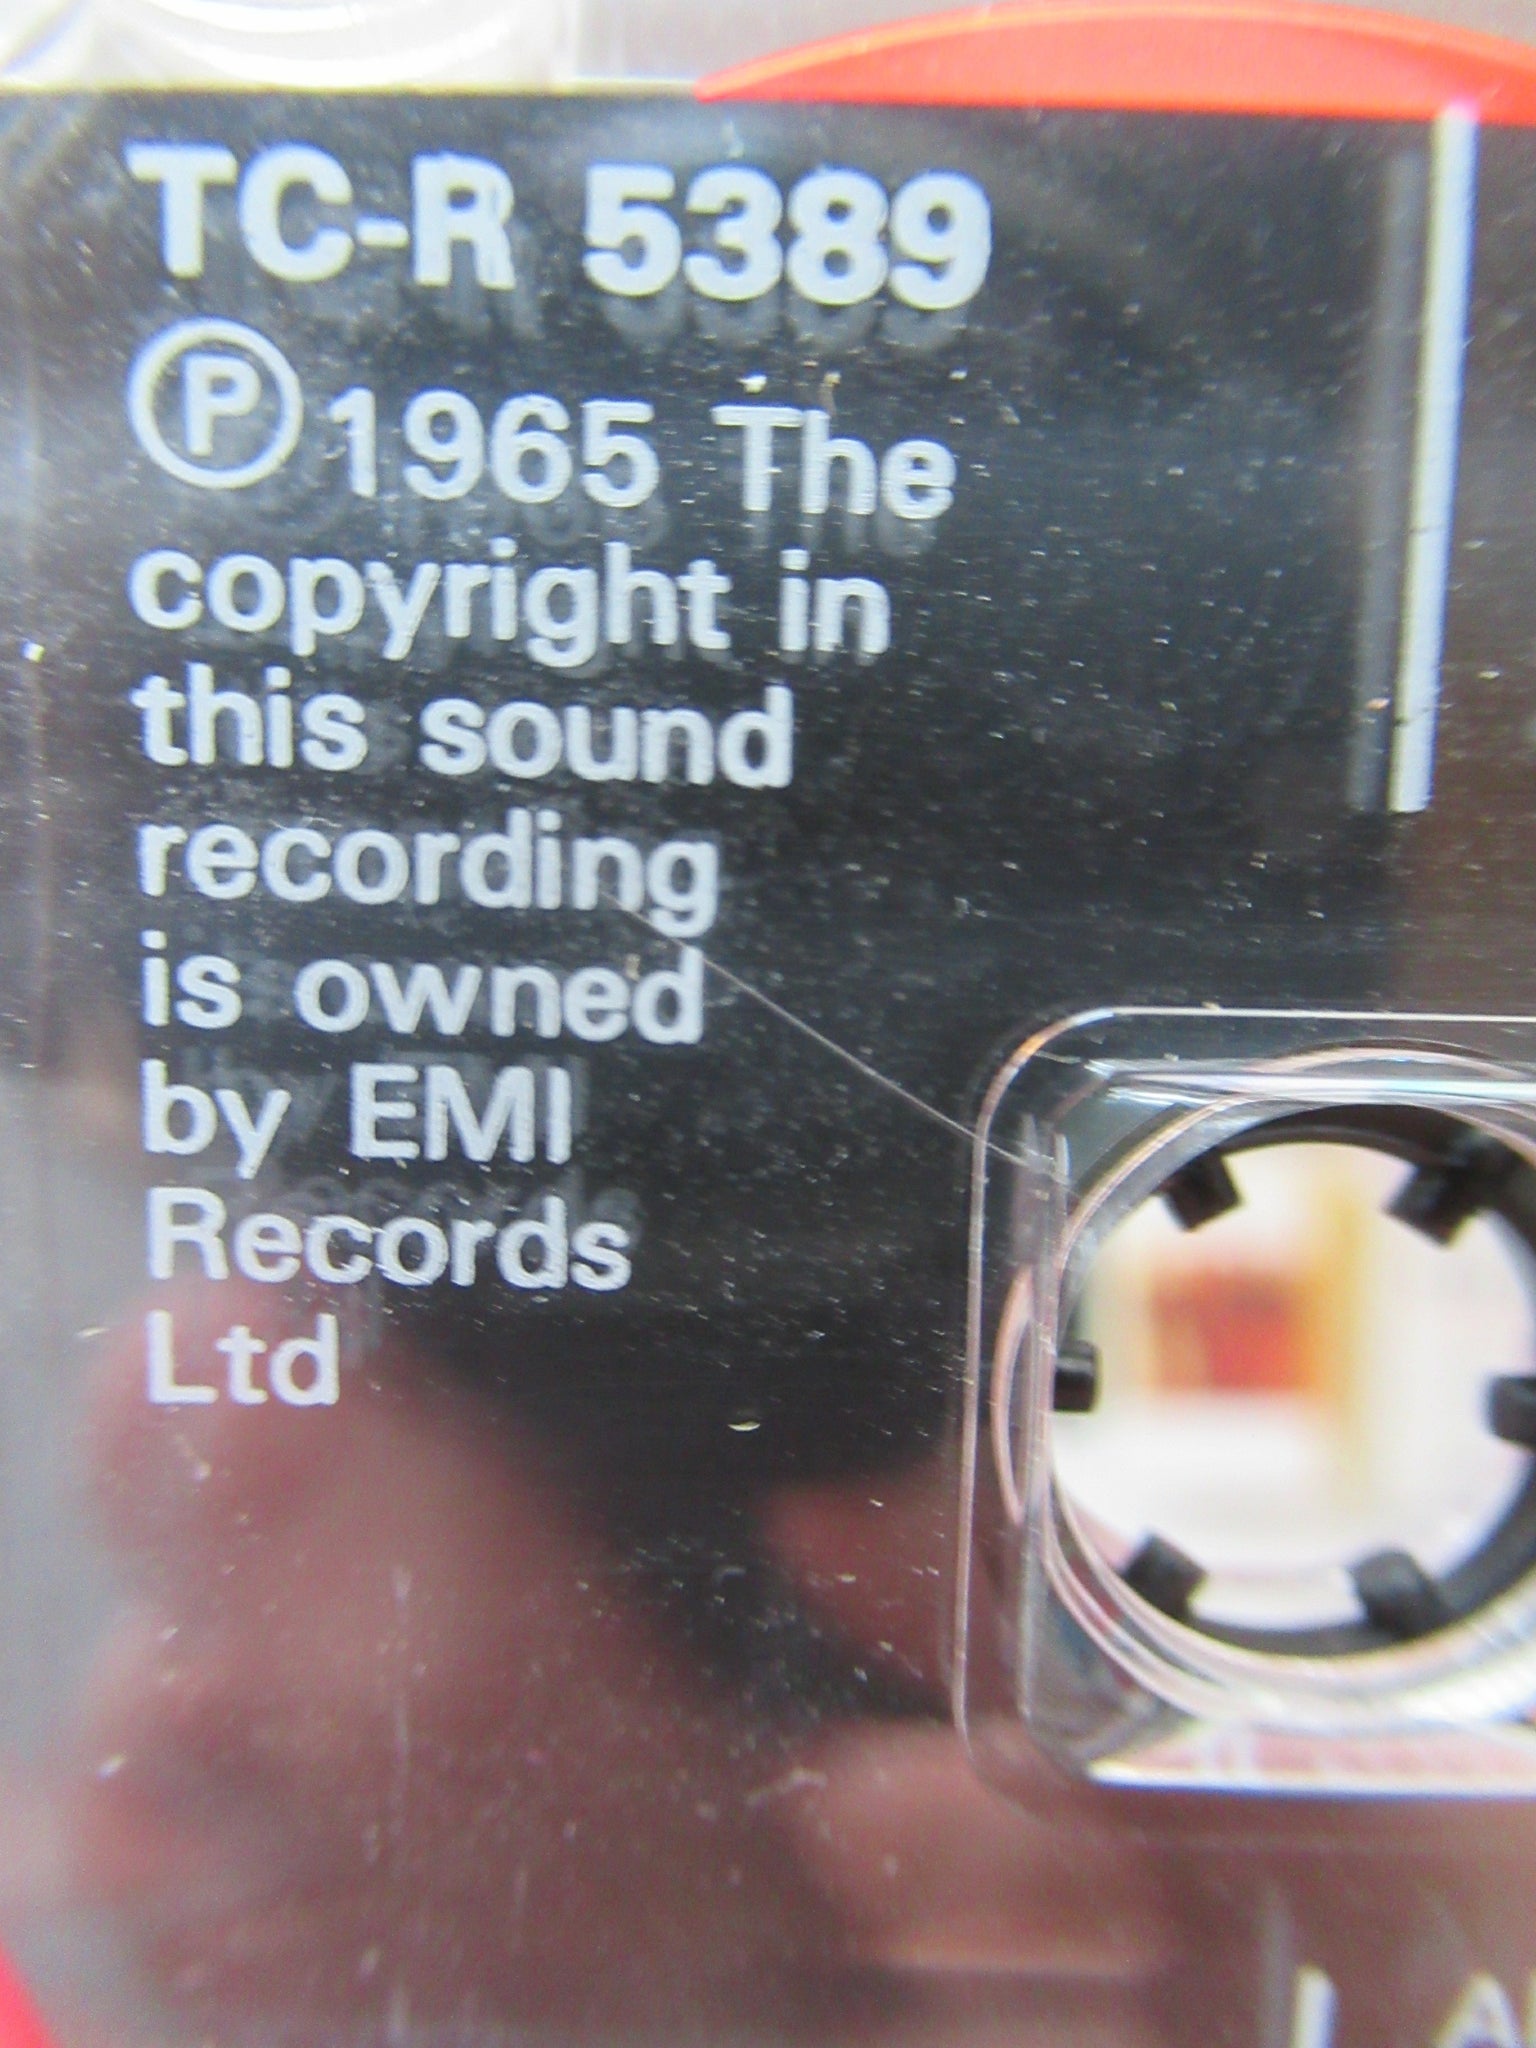 TC-R 5389
Ⓟ 1965 The
copyright in
this sound
recording
is owned
by EMI
Records
Ltd